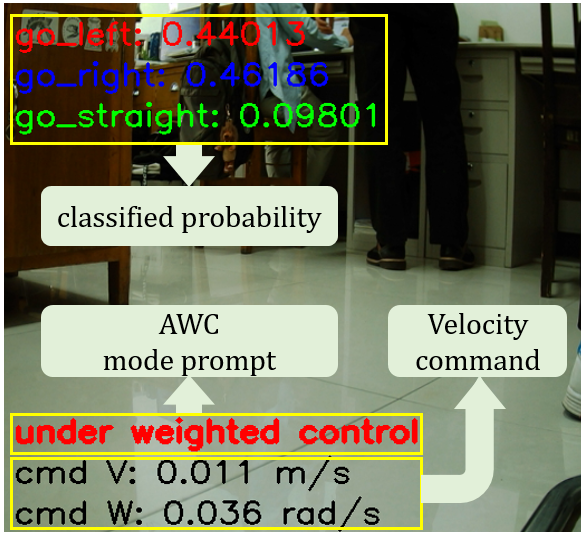 go_left: 0.44013
go_right: 0.46186
go_straight: 0.09801
classified probability
AWC
mode prompt
Velocity
command
under weighted control
cmd V: 0.011 m/s
cmd W: 0.036 rad/s